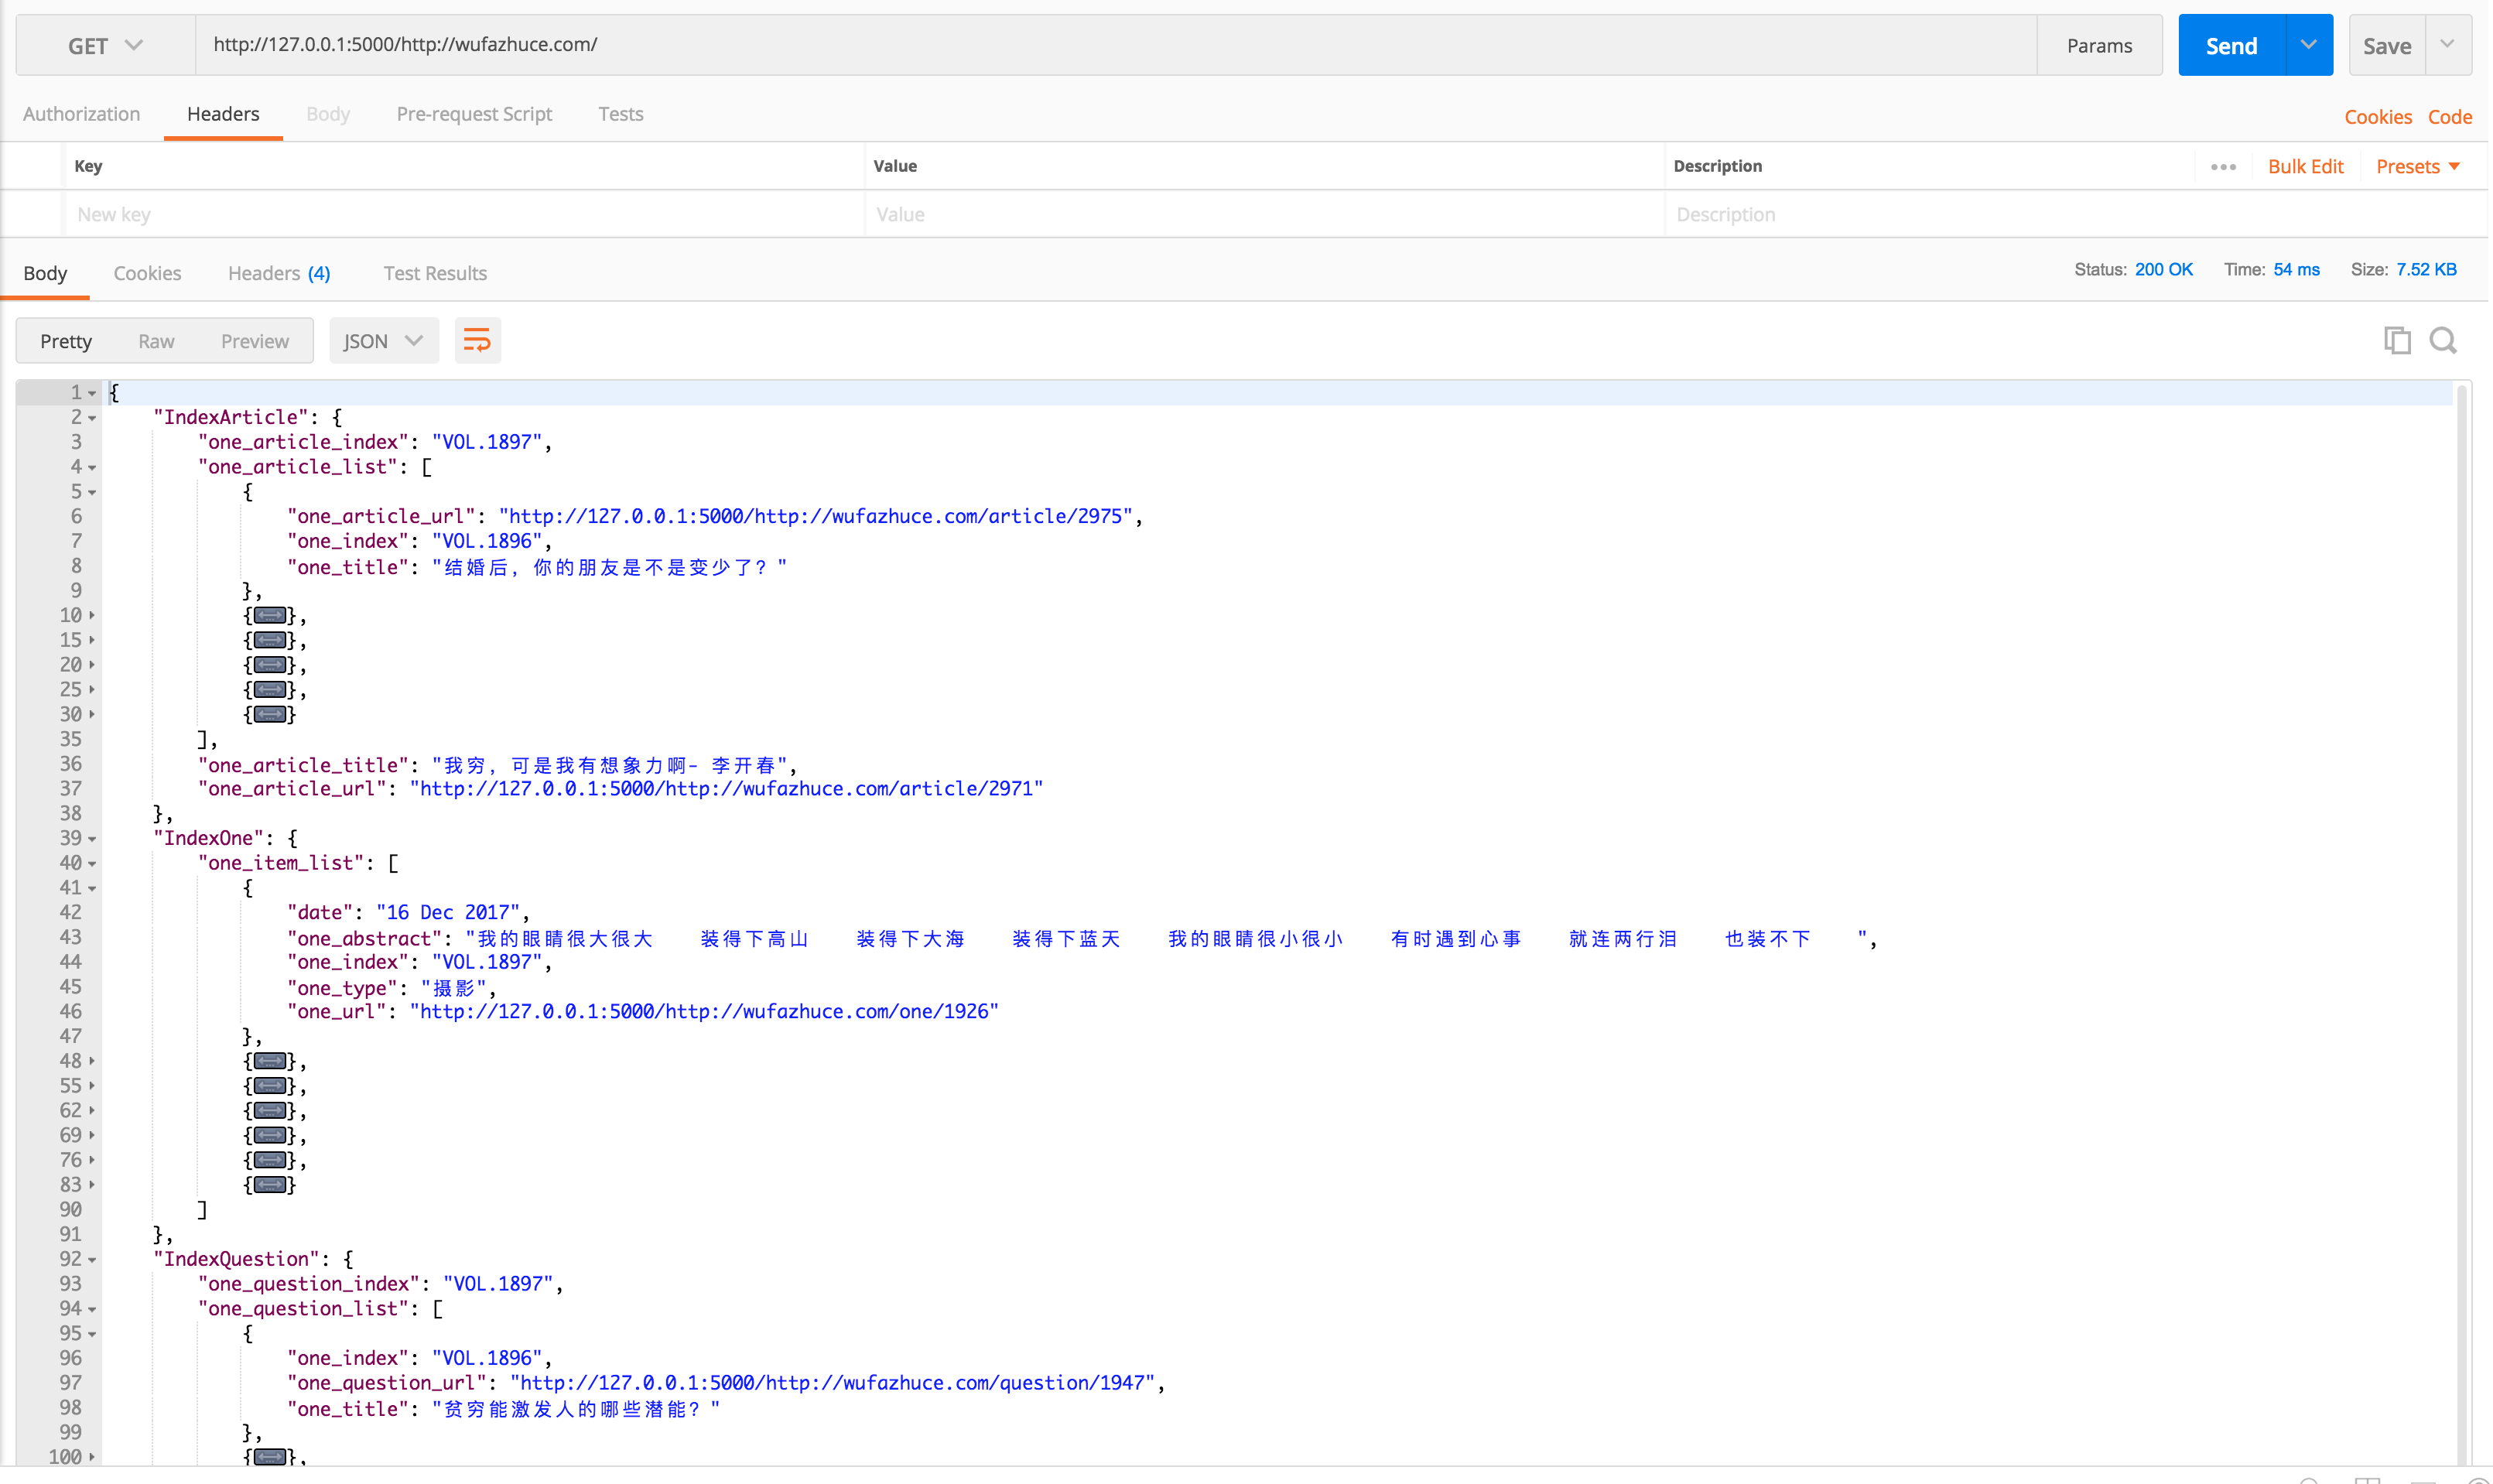 GET http://127.0.0.1:5000/http://wufazhuce.com/ Params Send Save
Authorization Headers Body Pre-request Script Tests Cookies Code
Key Value Description ••• Bulk Edit Presets
New key Value Description
Body Cookies Headers (4) Test Results Status: 200 OK Time: 54 ms Size: 7.52 KB
Pretty Raw Preview JSON
1 {
2 "IndexArticle": {
3 "one_article_index": "VOL.1897",
4 "one_article_list": [
5 {
6 "one_article_url": "http://127.0.0.1:5000/http://wufazhuce.com/article/2975",
7 "one_index": "VOL.1896",
8 "one_title": "结婚后，你的朋友是不是变少了？"
9 },
10 {},
15 {},
20 {},
25 {},
30 {}
35 ],
36 "one_article_title": "我穷，可是我有想象力啊- 李开春",
37 "one_article_url": "http://127.0.0.1:5000/http://wufazhuce.com/article/2971"
38 },
39 "IndexOne": {
40 "one_item_list": [
41 {
42 "date": "16 Dec 2017",
43 "one_abstract": "我的眼睛很大很大 装得下高山 装得下大海 装得下蓝天 我的眼睛很小很小 有时遇到心事 就连两行泪 也装不下 ",
44 "one_index": "VOL.1897",
45 "one_type": "摄影",
46 "one_url": "http://127.0.0.1:5000/http://wufazhuce.com/one/1926"
47 },
48 {},
55 {},
62 {},
69 {},
76 {},
83 {}
90 ]
91 },
92 "IndexQuestion": {
93 "one_question_index": "VOL.1897",
94 "one_question_list": [
95 {
96 "one_index": "VOL.1896",
97 "one_question_url": "http://127.0.0.1:5000/http://wufazhuce.com/question/1947",
98 "one_title": "贫穷能激发人的哪些潜能？"
99 },
100 {},